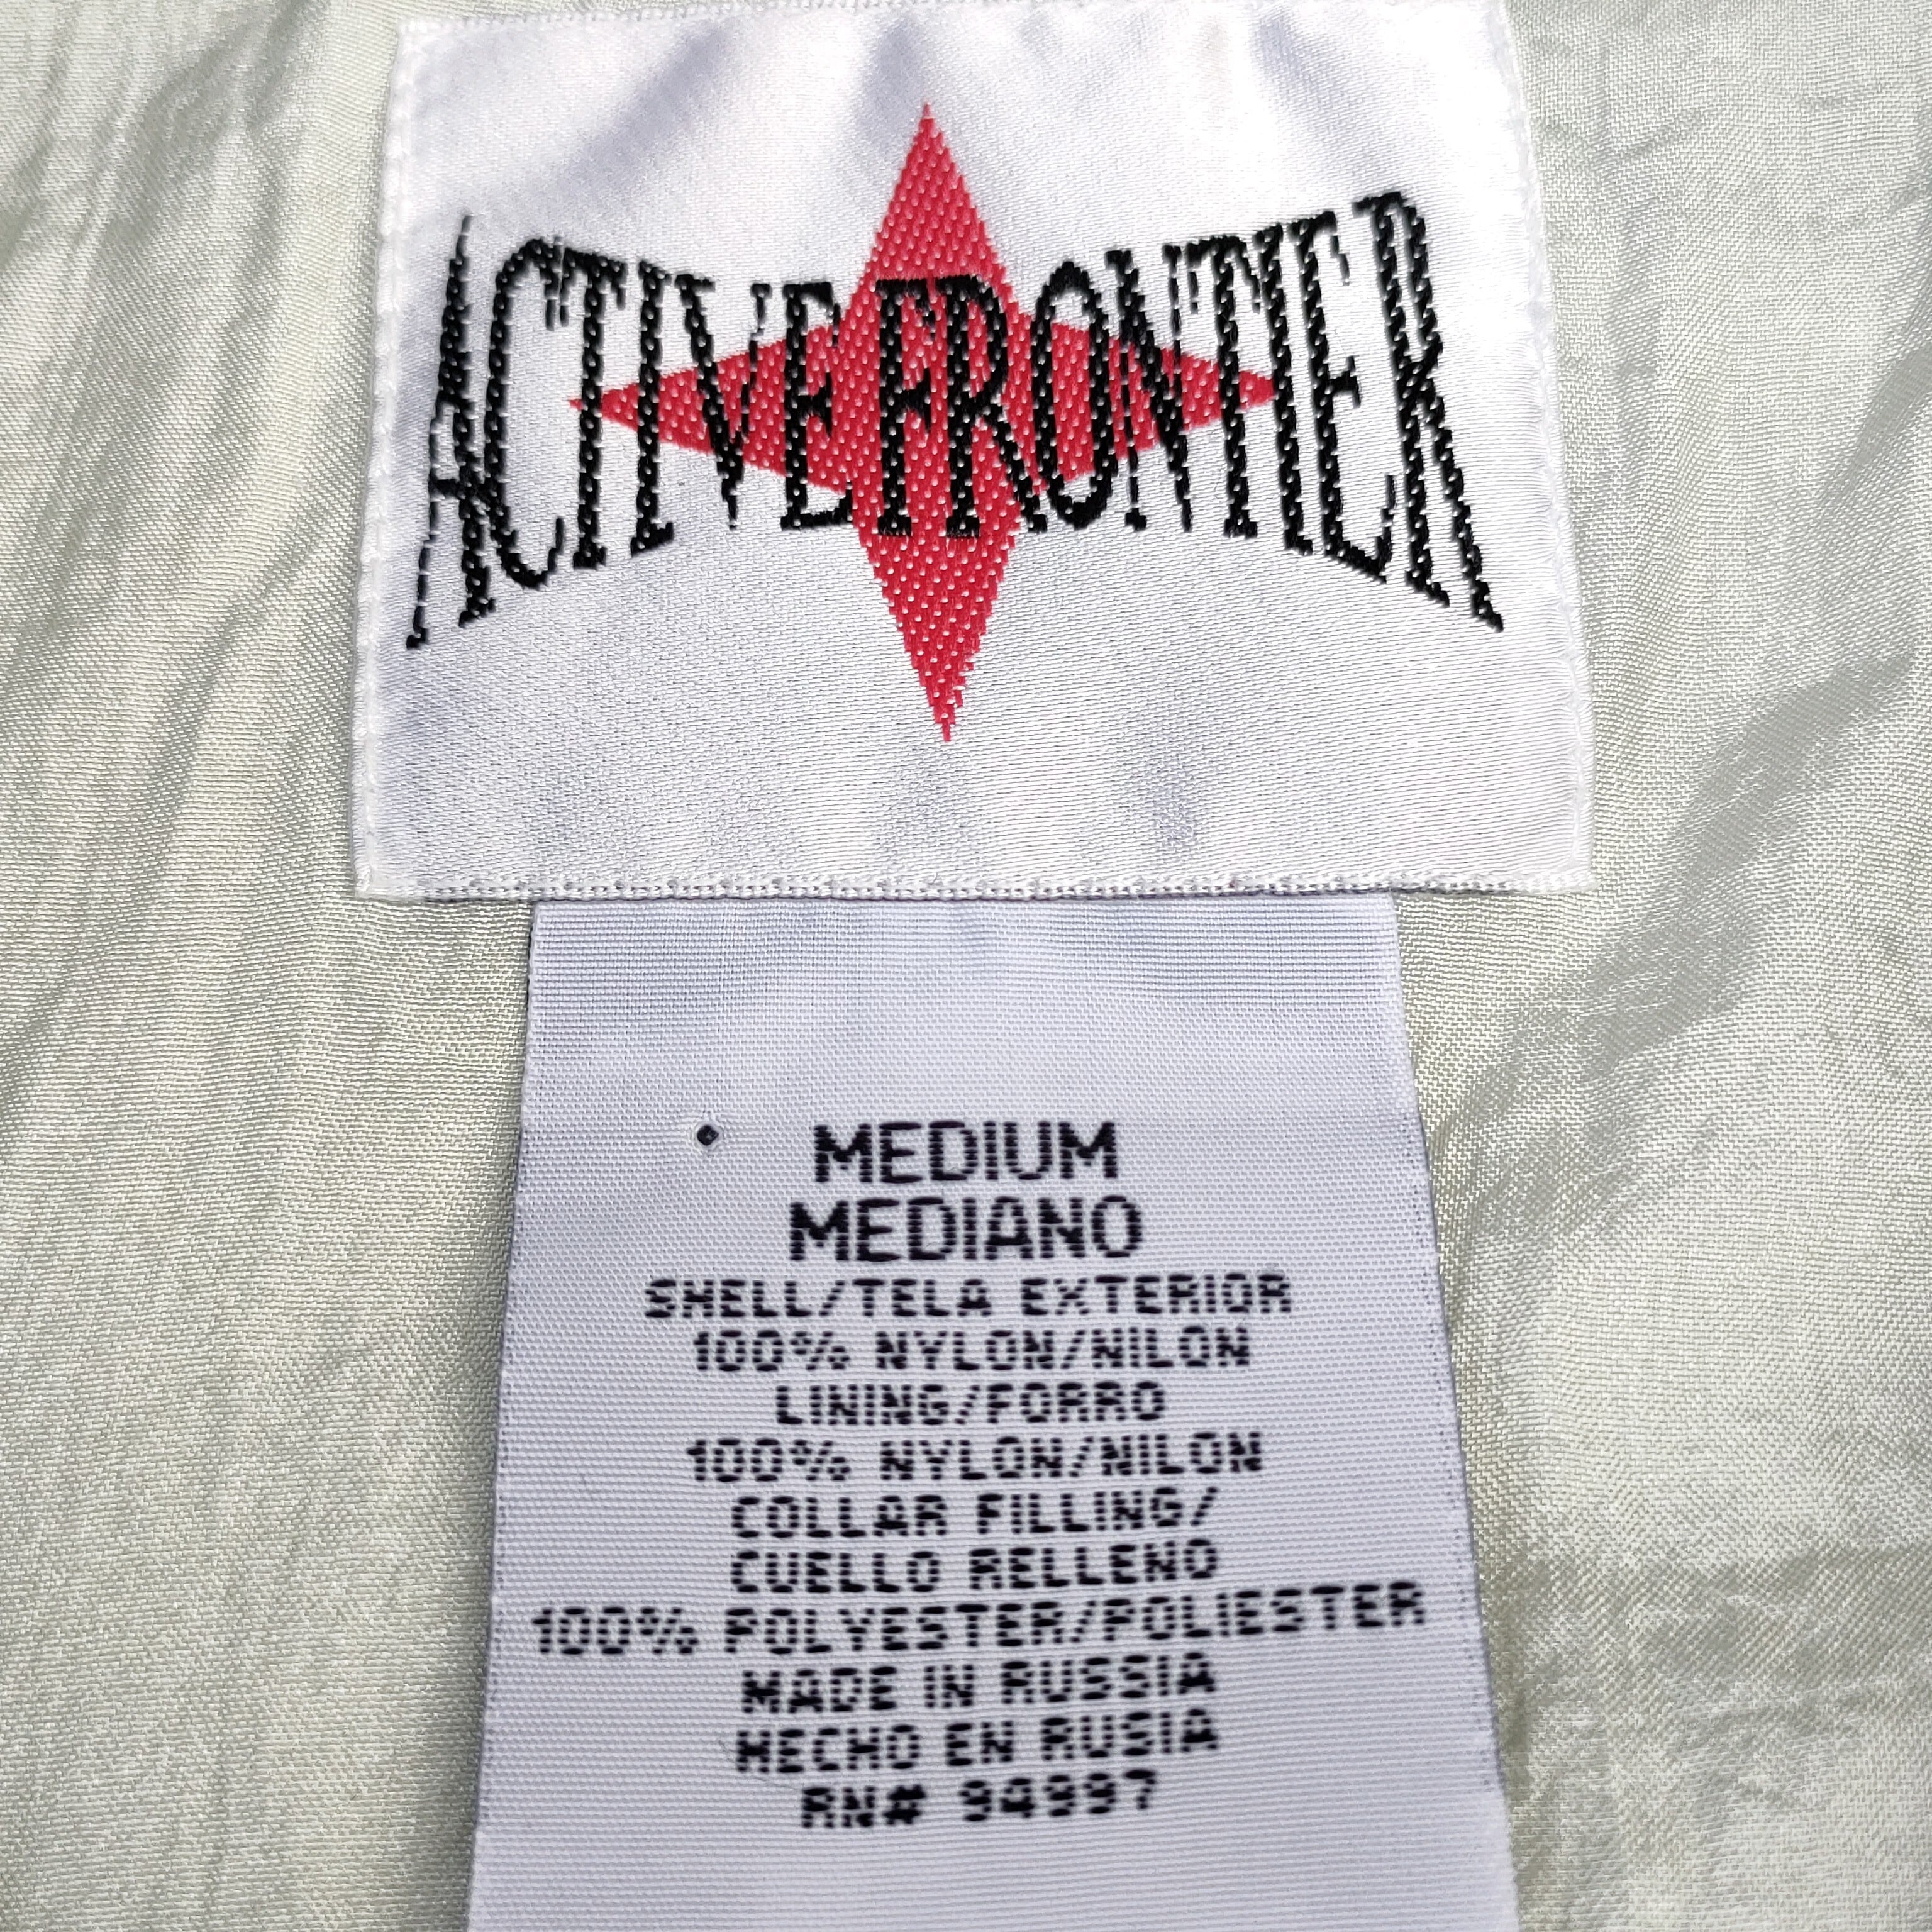 ACTIVE FRONTIER
MEDIUM
MEDIANO
SHELL/TELA EXTERIOR
100% NYLON/NILON
LINING/FORRO
100% NYLON/NILON
COLLAR FILLING/
CUELLO RELLENO
100% POLYESTER/POLIESTER
MADE IN RUSSIA
HECHO EN RUSIA
RN# 94997